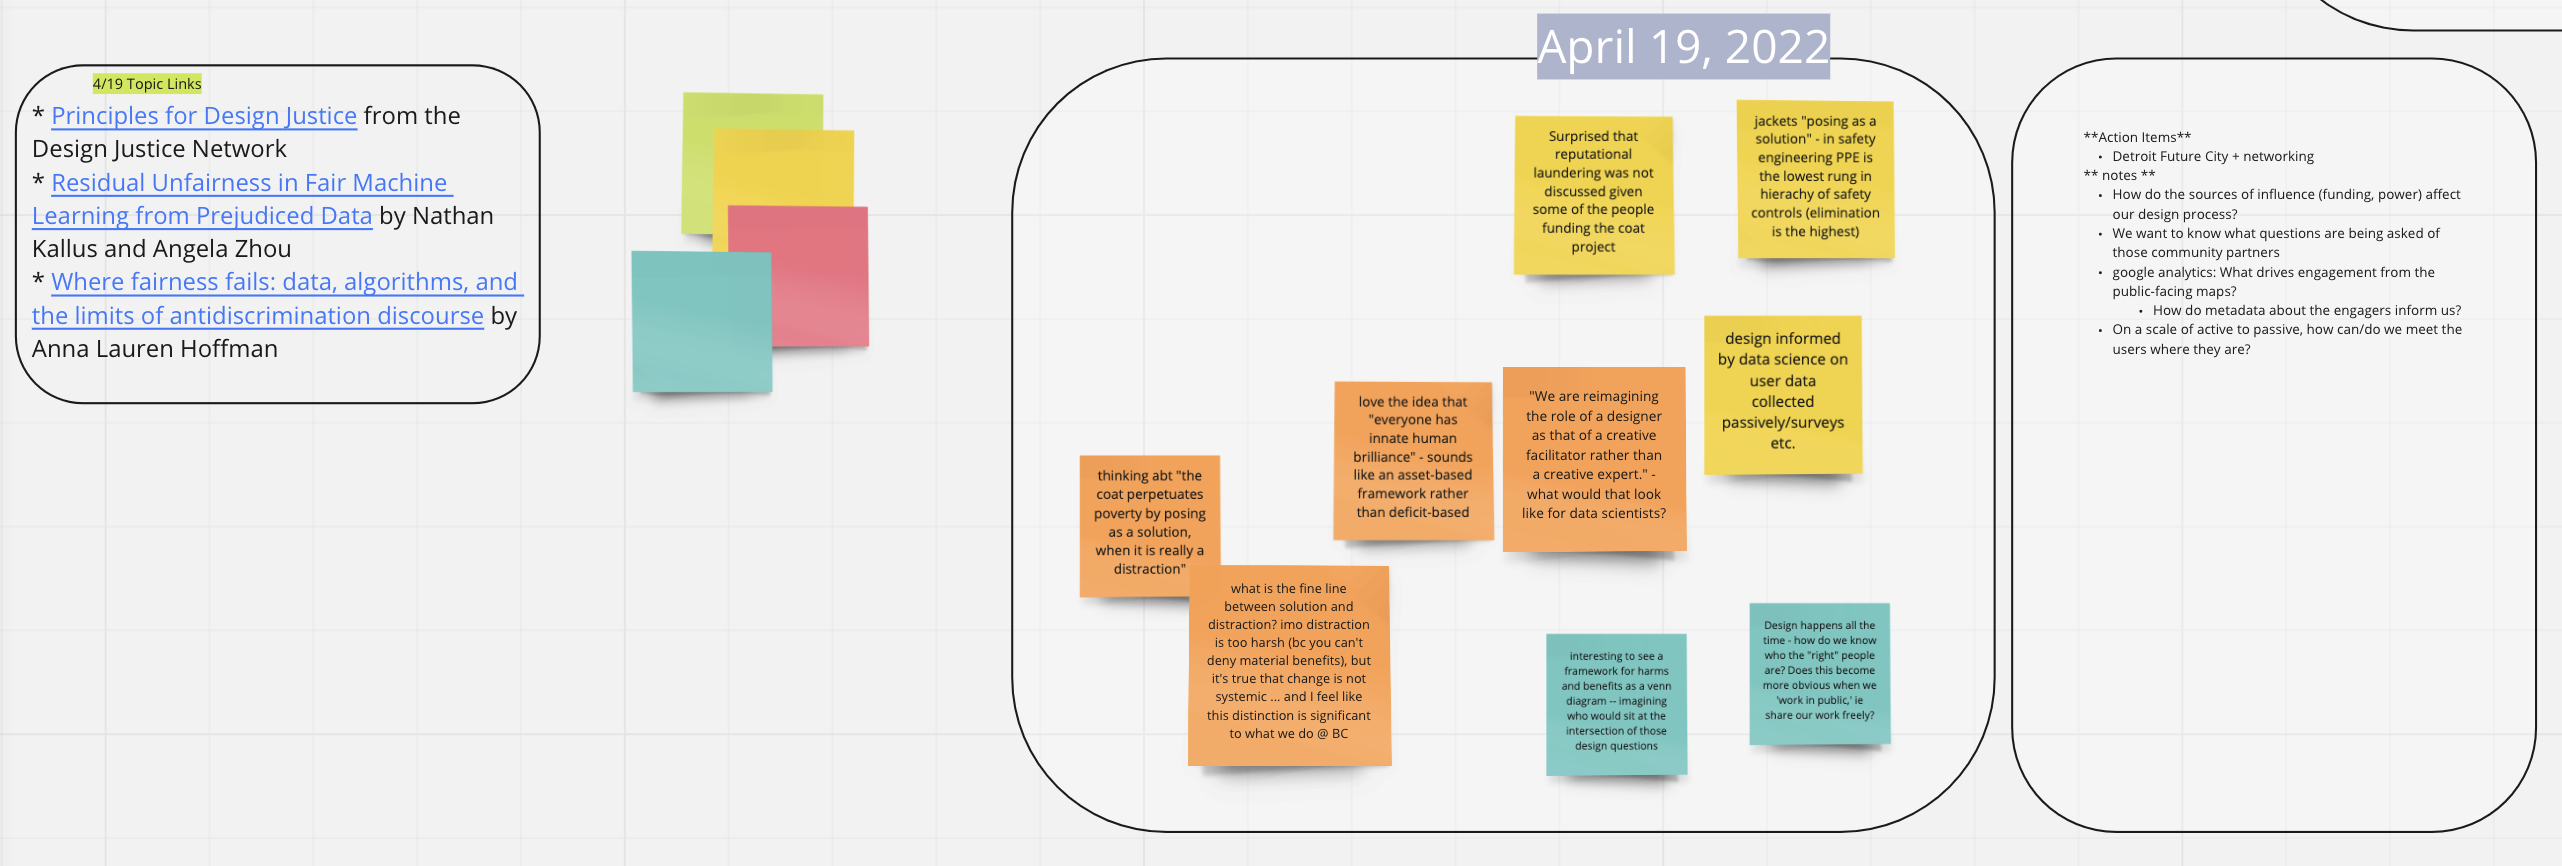 4/19 Topic Links
* Principles for Design Justice from the
Design Justice Network
* Residual Unfairness in Fair Machine
Learning from Prejudiced Data by Nathan
Kallus and Angela Zhou
* Where fairness fails: data, algorithms, and
the limits of antidiscrimination discourse by
Anna Lauren Hoffman
April 19, 2022
Surprised that
reputational
laundering was not
discussed given
some of the people
funding the coat
project
jackets "posing as a
solution" - in safety
engineering PPE is
the lowest rung in
hierachy of safety
controls (elimination
is the highest)
design informed
by data science on
user data
collected
passively/surveys
etc.
love the idea that
"everyone has
innate human
brilliance" - sounds
like an asset-based
framework rather
than deficit-based
"We are reimagining
the role of a designer
as that of a creative
facilitator rather than
a creative expert." -
what would that look
like for data scientists?
thinking abt "the
coat perpetuates
poverty by posing
as a solution,
when it is really a
distraction"
what is the fine line
between solution and
distraction? imo distraction
is too harsh (bc you can't
deny material benefits), but
it's true that change is not
systemic ... and I feel like
this distinction is significant
to what we do @ BC
interesting to see a
framework for harms
and benefits as a venn
diagram -- imagining
who would sit at the
intersection of those
design questions
Design happens all the
time - how do we know
who the "right" people
are? Does this become
more obvious when we
'work in public,' ie
share our work freely?
**Action Items**
• Detroit Future City + networking
** notes **
• How do the sources of influence (funding, power) affect
our design process?
• We want to know what questions are being asked of
those community partners
• google analytics: What drives engagement from the
public-facing maps?
• How do metadata about the engagers inform us?
• On a scale of active to passive, how can/do we meet the
users where they are?